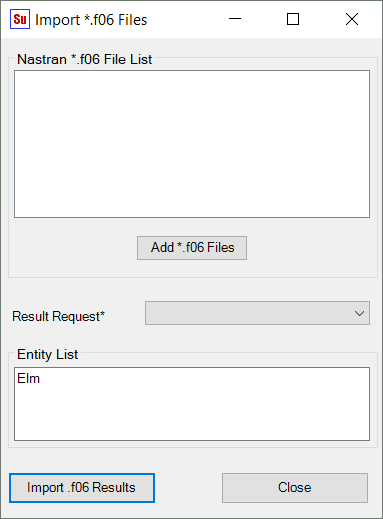 Su Import *.f06 Files
Nastran *.f06 File List
Add *.f06 Files
Result Request*
Entity List
Elm
Import .f06 Results
Close